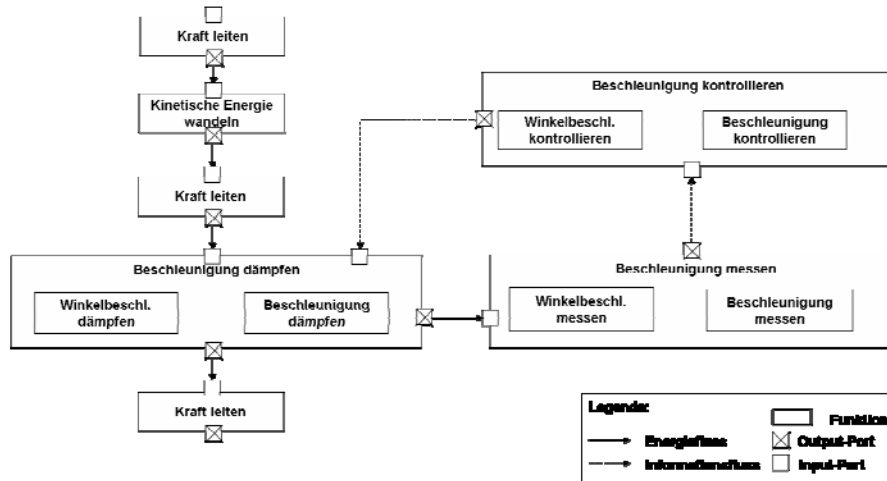 Kraft leiten
Kinetische Energie
wandeln
Kraft leiten
Beschleunigung dämpfen
Winkelbeschl.
dämpfen
Beschleunigung
dämpfen
Kraft leiten
Beschleunigung kontrollieren
Winkelbeschl.
kontrollieren
Beschleunigung
kontrollieren
Beschleunigung messen
Winkelbeschl.
messen
Beschleunigung
messen
Legende:
Funktion
Energiefluss
Output-Port
Informationsfluss
Input-Port